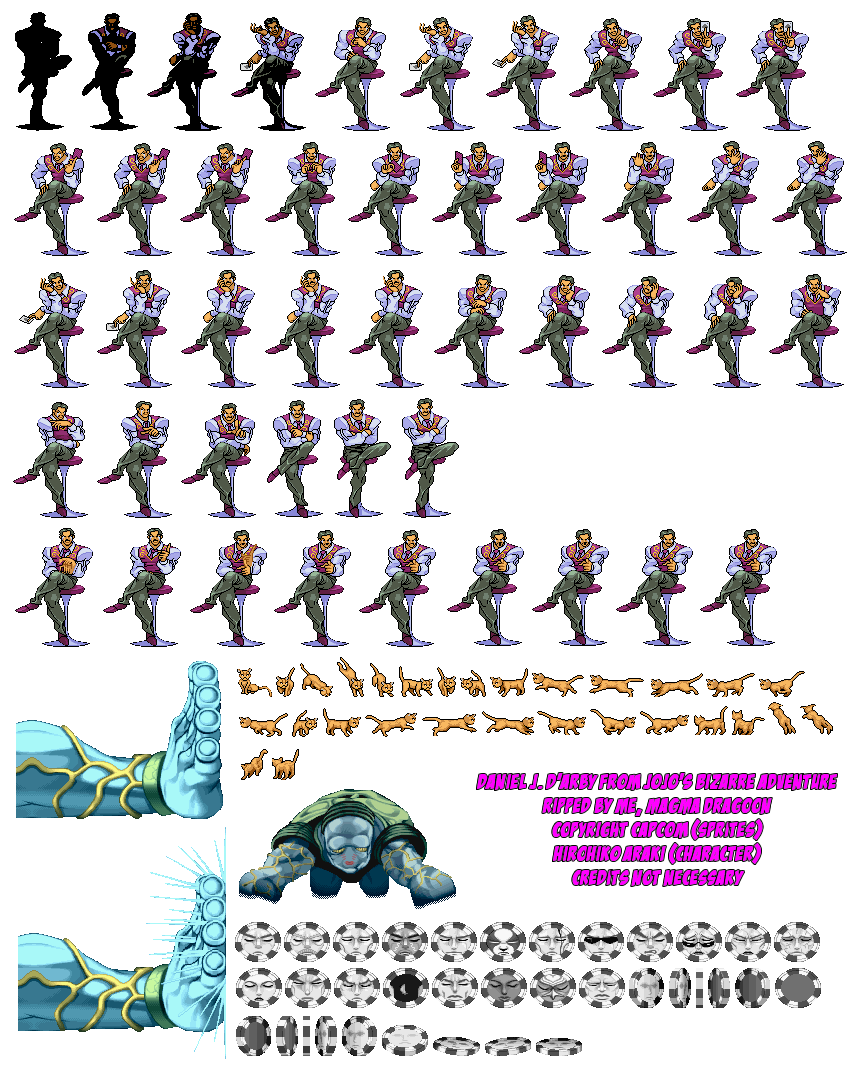 DANIEL J. D'ARBY FROM JOJO'S BIZARRE ADVENTURE
RIPPED BY ME, MAGMA DRAGOON
COPYRIGHT CAPCOM (SPRITES)
HIROHIKO ARAKI (CHARACTER)
CREDITS NOT NECESSARY